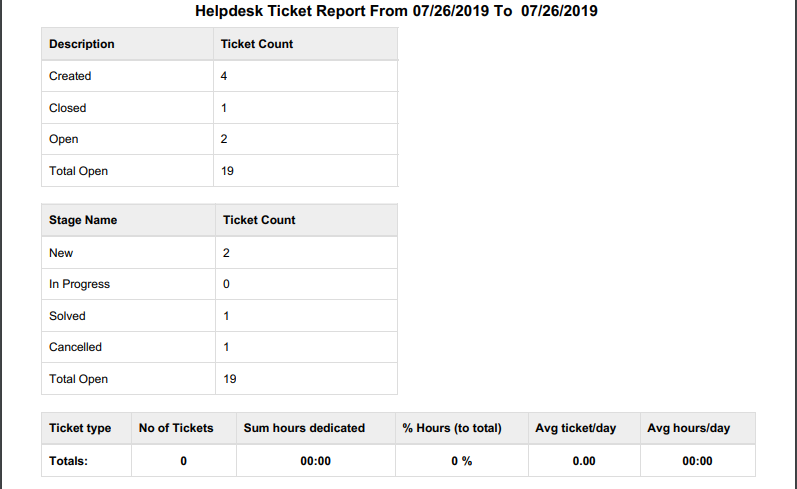 Helpdesk Ticket Report From 07/26/2019 To 07/26/2019
Description Ticket Count
Created 4
Closed 1
Open 2
Total Open 19
Stage Name Ticket Count
New 2
In Progress 0
Solved 1
Cancelled 1
Total Open 19
Ticket type No of Tickets Sum hours dedicated % Hours (to total) Avg ticket/day Avg hours/day
Totals: 0 00:00 0 % 0.00 00:00